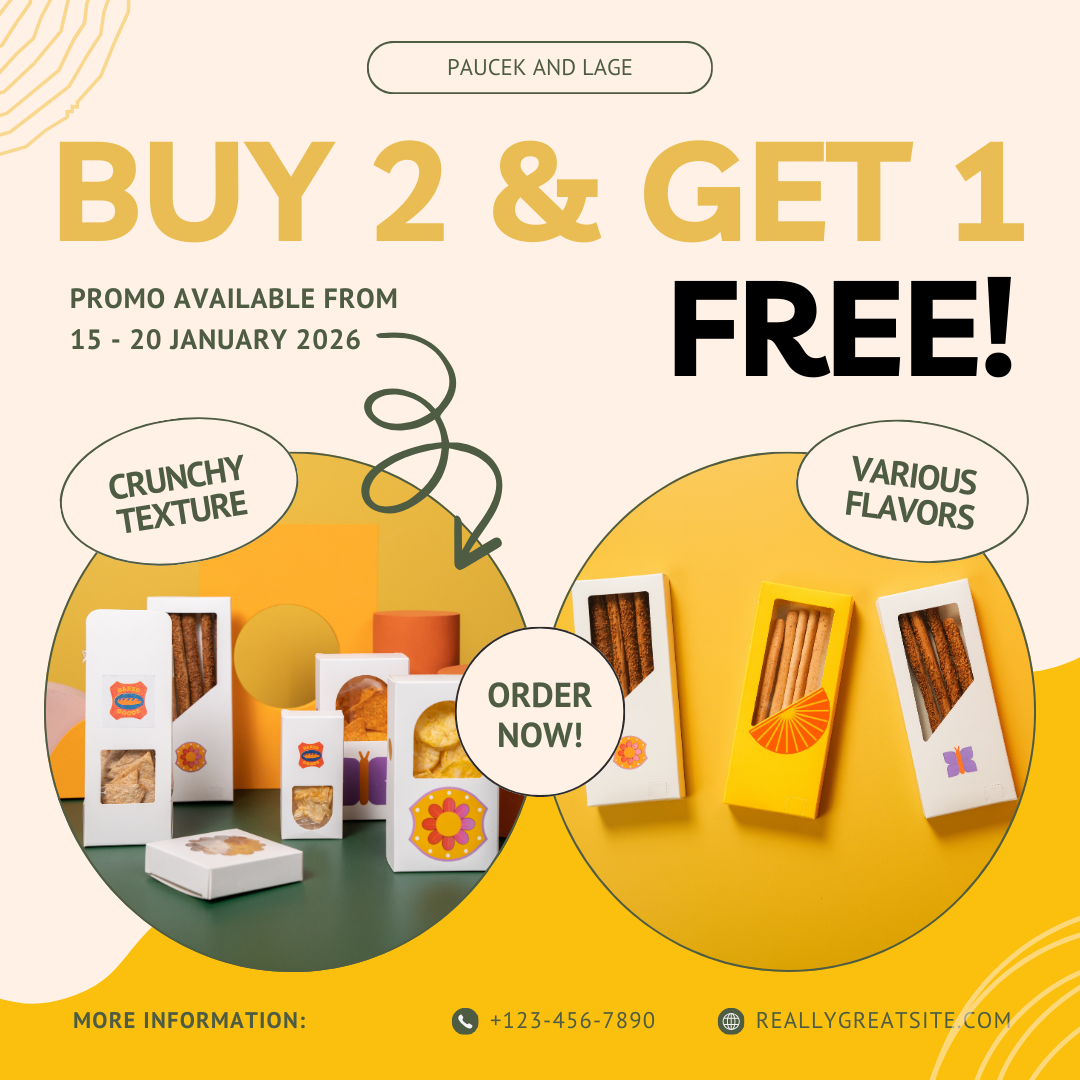 PAUCEK AND LAGE
BUY 2 & GET 1
FREE!
PROMO AVAILABLE FROM
15 - 20 JANUARY 2026
CRUNCHY
TEXTURE
VARIOUS
FLAVORS
ORDER
NOW!
MORE INFORMATION:
+123-456-7890
REALLYGREATSITE.COM